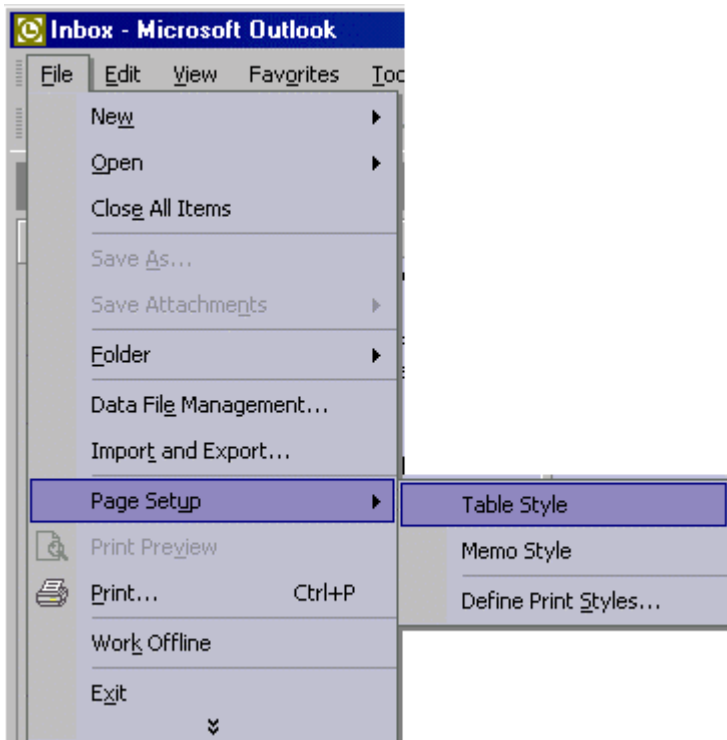 Inbox - Microsoft Outlook
File Edit View Favorites
New
Open
Close All Items
Save As...
Save Attachments
Folder
Data File Management...
Import and Export...
Page Setup
Table Style
Print Preview
Memo Style
Print... Ctrl+P
Define Print Styles...
Work Offline
Exit